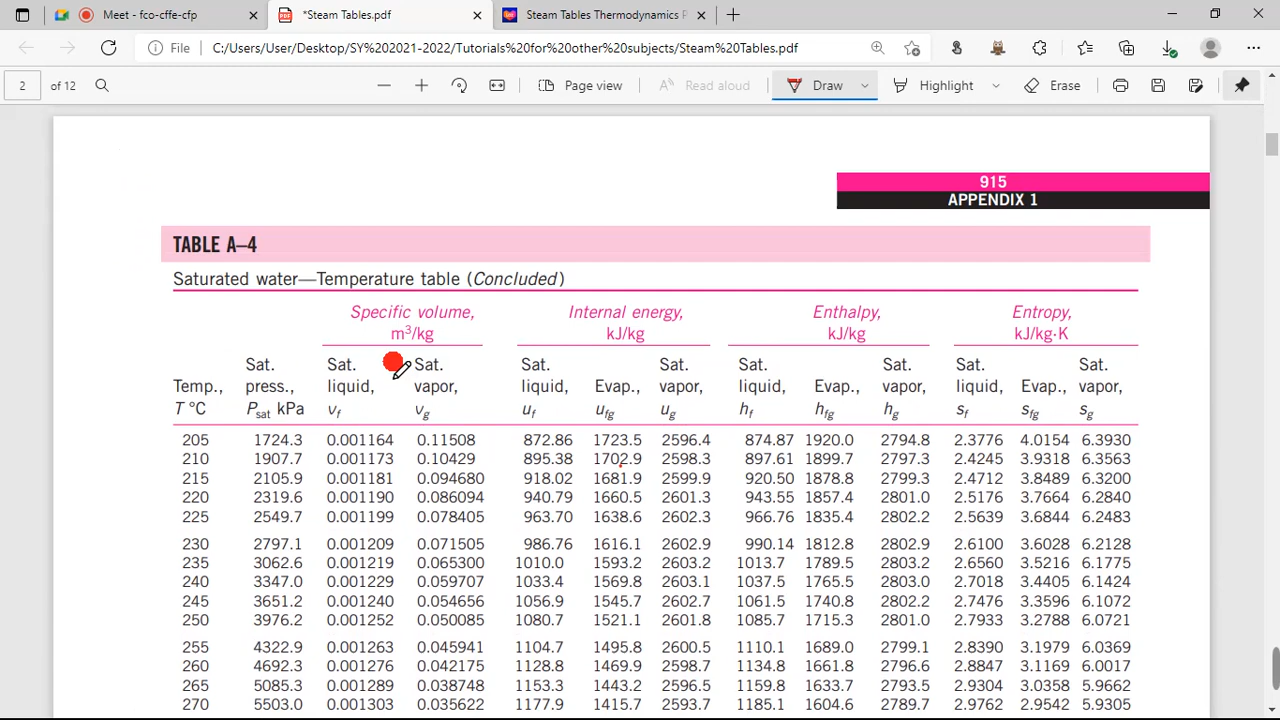 Meet - fco-cffe-cfp
*Steam Tables.pdf
Steam Tables Thermodynamics P
File C:/Users/User/Desktop/SY%202021-2022/Tutorials%20for%20other%20subjects/Steam%20Tables.pdf
2 of 12 Page view Read aloud Draw Highlight Erase
915
APPENDIX 1
TABLE A–4
Saturated water—Temperature table (Concluded)
Specific volume, Internal energy, Enthalpy, Entropy,
m³/kg kJ/kg kJ/kg kJ/kg·K
Sat. Sat. Sat. Sat. Sat. Sat. Sat. Sat. Sat.
Temp., press., liquid, vapor, liquid, Evap., vapor, liquid, Evap., vapor, liquid, Evap., vapor,
T °C Psat kPa vf vg uf ufg ug hf hfg hg sf sfg sg
205 1724.3 0.001164 0.11508 872.86 1723.5 2596.4 874.87 1920.0 2794.8 2.3776 4.0154 6.3930
210 1907.7 0.001173 0.10429 895.38 1702.9 2598.3 897.61 1899.7 2797.3 2.4245 3.9318 6.3563
215 2105.9 0.001181 0.094680 918.02 1681.9 2599.9 920.50 1878.8 2799.3 2.4712 3.8489 6.3200
220 2319.6 0.001190 0.086094 940.79 1660.5 2601.3 943.55 1857.4 2801.0 2.5176 3.7664 6.2840
225 2549.7 0.001199 0.078405 963.70 1638.6 2602.3 966.76 1835.4 2802.2 2.5639 3.6844 6.2483
230 2797.1 0.001209 0.071505 986.76 1616.1 2602.9 990.14 1812.8 2802.9 2.6100 3.6028 6.2128
235 3062.6 0.001219 0.065300 1010.0 1593.2 2603.2 1013.7 1789.5 2803.2 2.6560 3.5216 6.1775
240 3347.0 0.001229 0.059707 1033.4 1569.8 2603.1 1037.5 1765.5 2803.0 2.7018 3.4405 6.1424
245 3651.2 0.001240 0.054656 1056.9 1545.7 2602.7 1061.5 1740.8 2802.2 2.7476 3.3596 6.1072
250 3976.2 0.001252 0.050085 1080.7 1521.1 2601.8 1085.7 1715.3 2801.0 2.7933 3.2788 6.0721
255 4322.9 0.001263 0.045941 1104.7 1495.8 2600.5 1110.1 1689.0 2799.1 2.8390 3.1979 6.0369
260 4692.3 0.001276 0.042175 1128.8 1469.9 2598.7 1134.8 1661.8 2796.6 2.8847 3.1169 6.0017
265 5085.3 0.001289 0.038748 1153.3 1443.2 2596.5 1159.8 1633.7 2793.5 2.9304 3.0358 5.9662
270 5503.0 0.001303 0.035622 1177.9 1415.7 2593.7 1185.1 1604.6 2789.7 2.9762 2.9542 5.9305